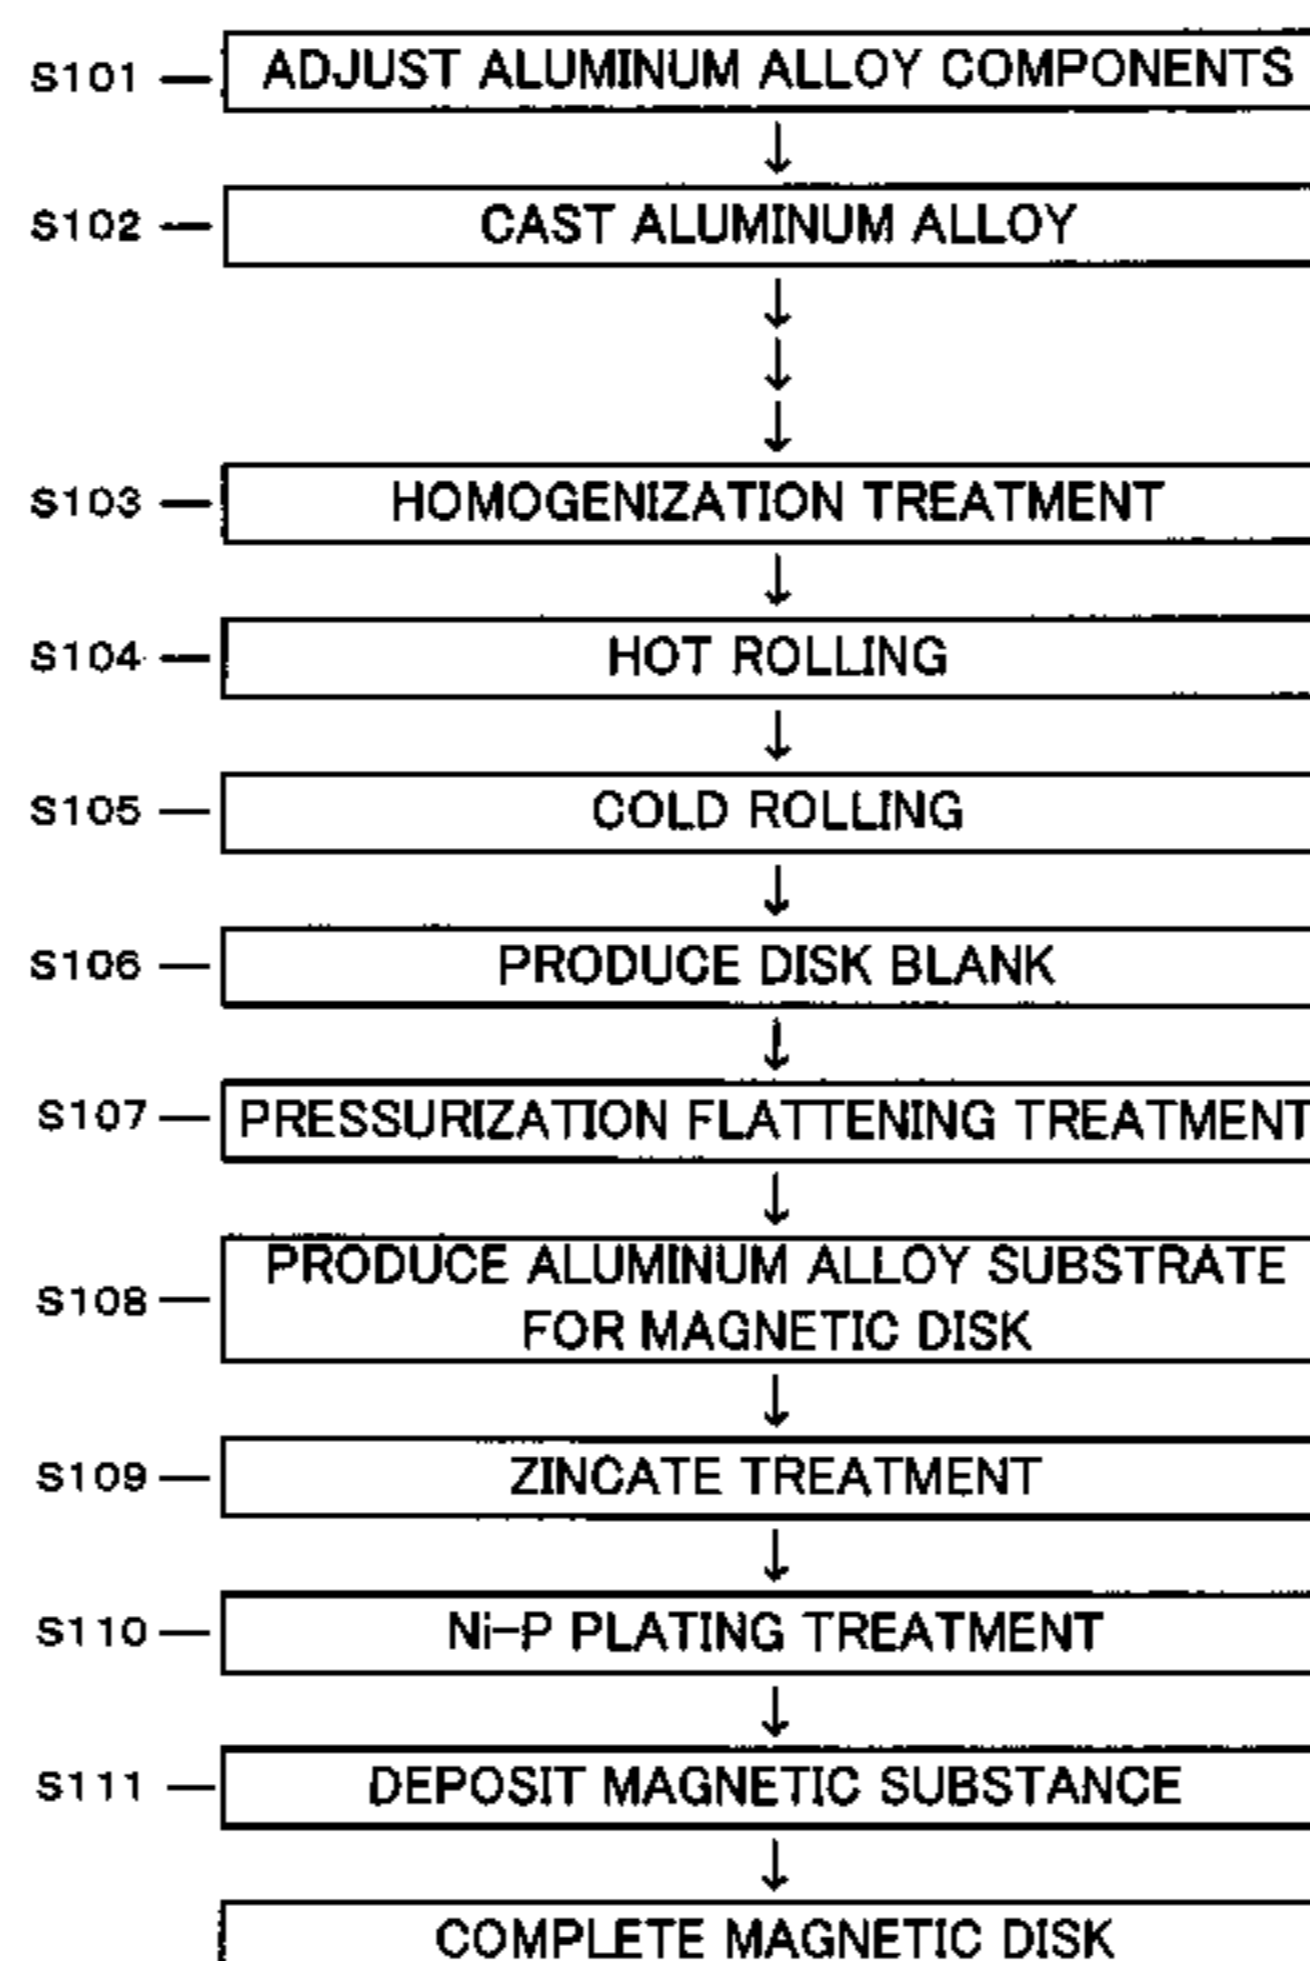 S101 ADJUST ALUMINUM ALLOY COMPONENTS
S102 CAST ALUMINUM ALLOY
S103 HOMOGENIZATION TREATMENT
S104 HOT ROLLING
S105 COLD ROLLING
S106 PRODUCE DISK BLANK
S107 PRESSURIZATION FLATTENING TREATMENT
S108 PRODUCE ALUMINUM ALLOY SUBSTRATE
FOR MAGNETIC DISK
S109 ZINCATE TREATMENT
S110 Ni-P PLATING TREATMENT
S111 DEPOSIT MAGNETIC SUBSTANCE
COMPLETE MAGNETIC DISK